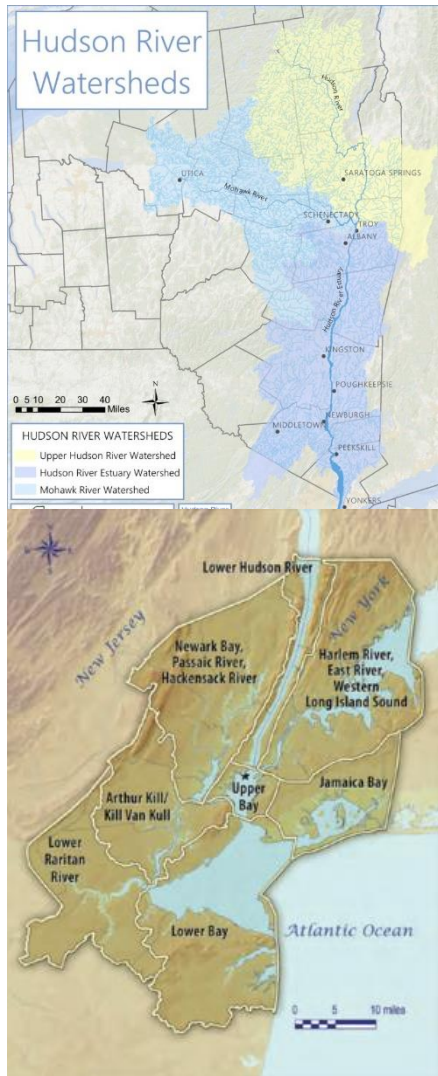 Hudson River
Watersheds
Hudson River
UTICA
SARATOGA SPRINGS
Mohawk River
SCHENECTADY
TROY
ALBANY
Hudson River Estuary
KINGSTON
POUGHKEEPSIE
NEWBURGH
MIDDLETOWN
PEEKSKILL
YONKERS
0 5 10 20 30 40
Miles
N
HUDSON RIVER WATERSHEDS
Upper Hudson River Watershed
Hudson River Estuary Watershed
Mohawk River Watershed
Lower Hudson River
New Jersey
New York
Newark Bay,
Passaic River,
Hackensack River
Harlem River,
East River,
Western
Long Island Sound
Upper
Bay
Jamaica Bay
Arthur Kill/
Kill Van Kull
Lower
Raritan
River
Lower Bay
Atlantic Ocean
0 5 10 miles